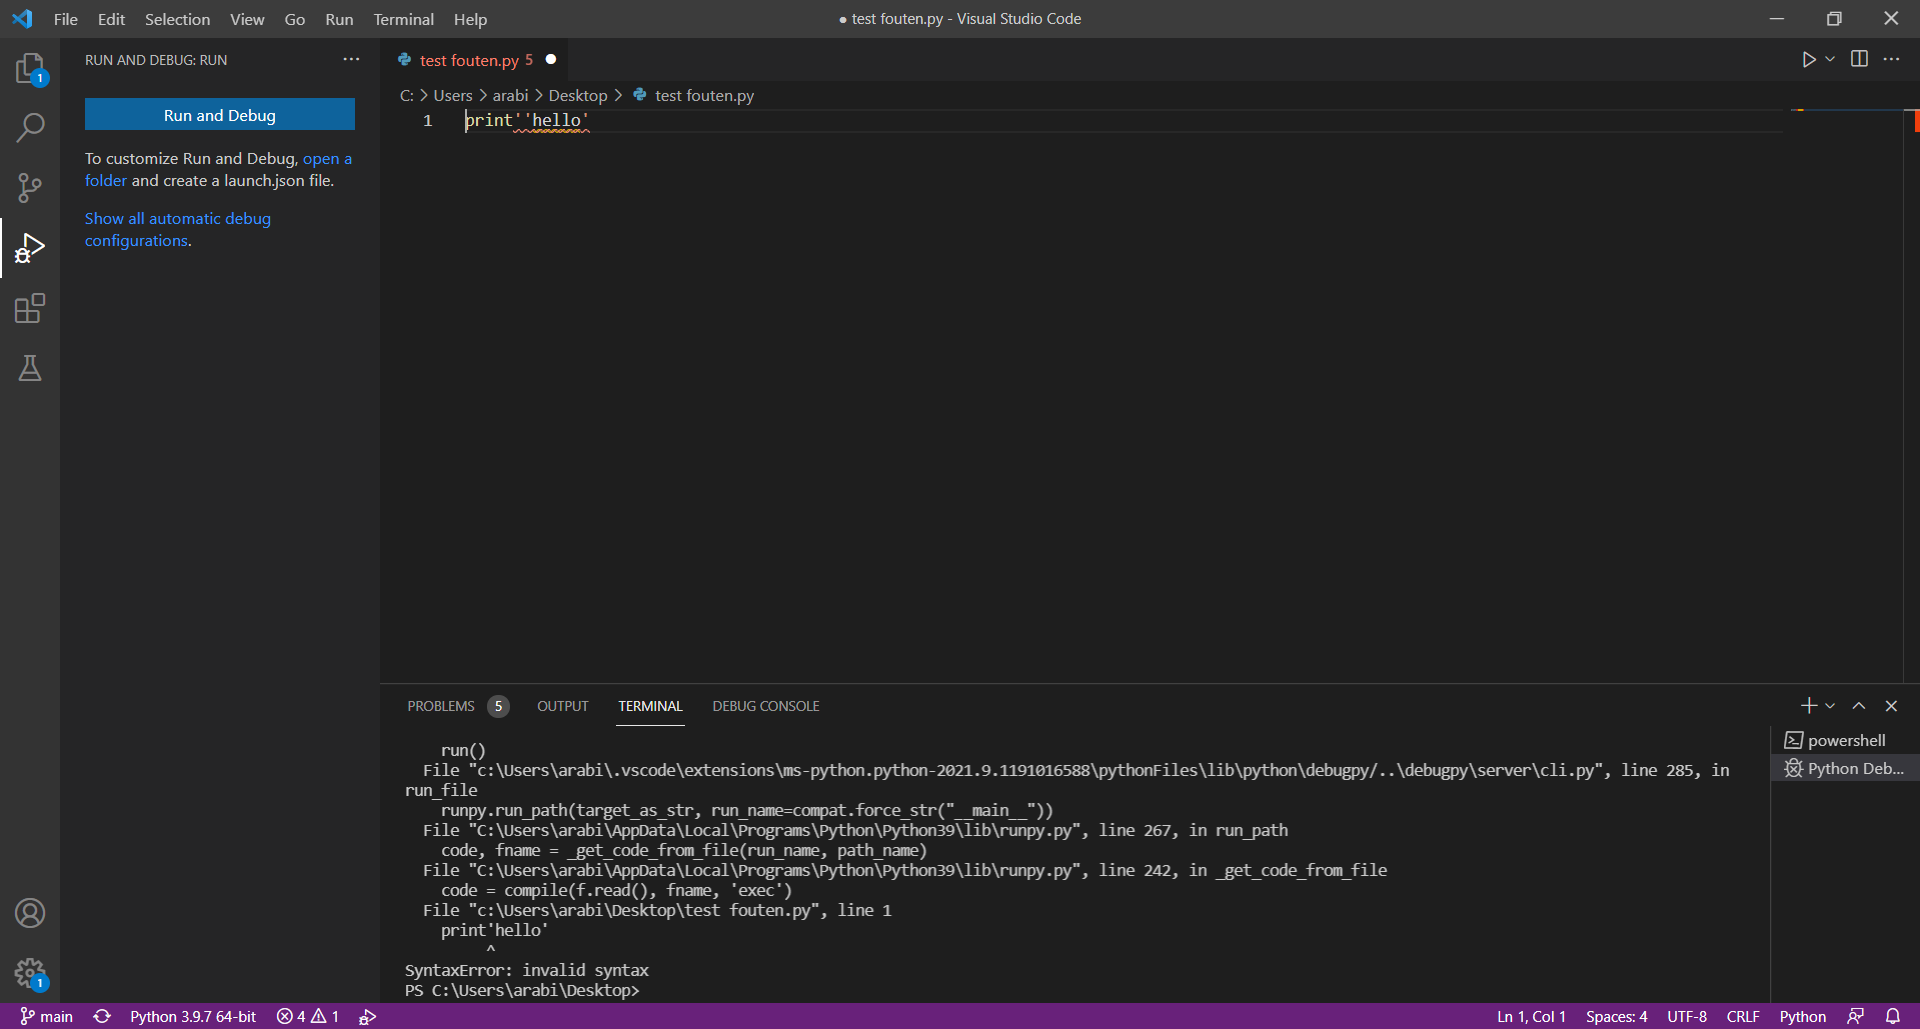 File Edit Selection View Go Run Terminal Help
● test fouten.py - Visual Studio Code
RUN AND DEBUG: RUN ···
1
Run and Debug
To customize Run and Debug, open a
folder and create a launch.json file.
Show all automatic debug
configurations.
1
test fouten.py 5 ●
C: > Users > arabi > Desktop > test fouten.py
1 print''hello'
PROBLEMS 5 OUTPUT TERMINAL DEBUG CONSOLE
run()
File "c:\Users\arabi\.vscode\extensions\ms-python.python-2021.9.1191016588\pythonFiles\lib\python\debugpy/..\debugpy\server\cli.py", line 285, in
run_file
runpy.run_path(target_as_str, run_name=compat.force_str("__main__"))
File "C:\Users\arabi\AppData\Local\Programs\Python\Python39\lib\runpy.py", line 267, in run_path
code, fname = _get_code_from_file(run_name, path_name)
File "C:\Users\arabi\AppData\Local\Programs\Python\Python39\lib\runpy.py", line 242, in _get_code_from_file
code = compile(f.read(), fname, 'exec')
File "c:\Users\arabi\Desktop\test fouten.py", line 1
print'hello'
^
SyntaxError: invalid syntax
PS C:\Users\arabi\Desktop>
powershell
Python Deb...
main Python 3.9.7 64-bit 4 1 Ln 1, Col 1 Spaces: 4 UTF-8 CRLF Python